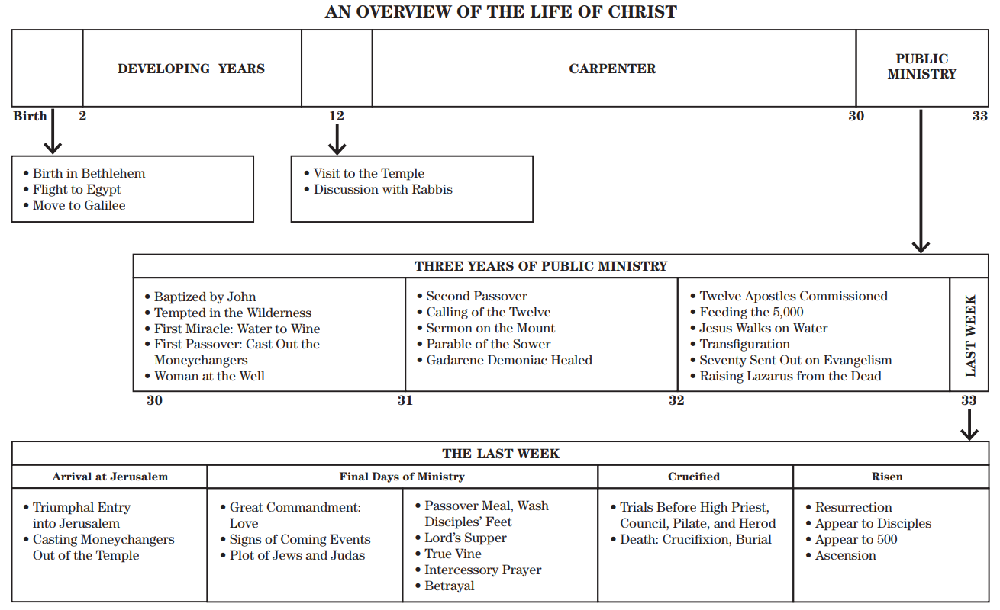 AN OVERVIEW OF THE LIFE OF CHRIST
DEVELOPING YEARS
CARPENTER
PUBLIC
MINISTRY
Birth
2
12
30
33
• Birth in Bethlehem
• Flight to Egypt
• Move to Galilee
• Visit to the Temple
• Discussion with Rabbis
THREE YEARS OF PUBLIC MINISTRY
• Baptized by John
• Tempted in the Wilderness
• First Miracle: Water to Wine
• First Passover: Cast Out the
Moneychangers
• Woman at the Well
• Second Passover
• Calling of the Twelve
• Sermon on the Mount
• Parable of the Sower
• Gadarene Demoniac Healed
• Twelve Apostles Commissioned
• Feeding the 5,000
• Jesus Walks on Water
• Transfiguration
• Seventy Sent Out on Evangelism
• Raising Lazarus from the Dead
LAST WEEK
30
31
32
33
THE LAST WEEK
Arrival at Jerusalem
Final Days of Ministry
Crucified
Risen
• Triumphal Entry
into Jerusalem
• Casting Moneychangers
Out of the Temple
• Great Commandment:
Love
• Signs of Coming Events
• Plot of Jews and Judas
• Passover Meal, Wash
Disciples’ Feet
• Lord’s Supper
• True Vine
• Intercessory Prayer
• Betrayal
• Trials Before High Priest,
Council, Pilate, and Herod
• Death: Crucifixion, Burial
• Resurrection
• Appear to Disciples
• Appear to 500
• Ascension